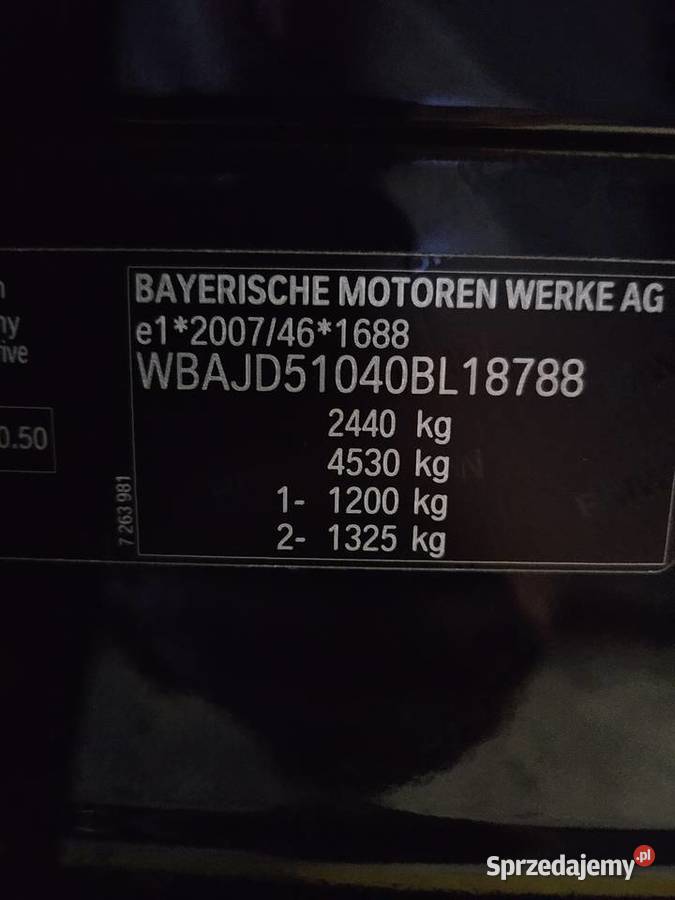 BAYERISCHE MOTOREN WERKE AG
e1*2007/46*1688
WBAJD51040BL18788
2440 kg
4530 kg
1- 1200 kg
2- 1325 kg
7 263 981
0.50
Sprzedajemy.pl